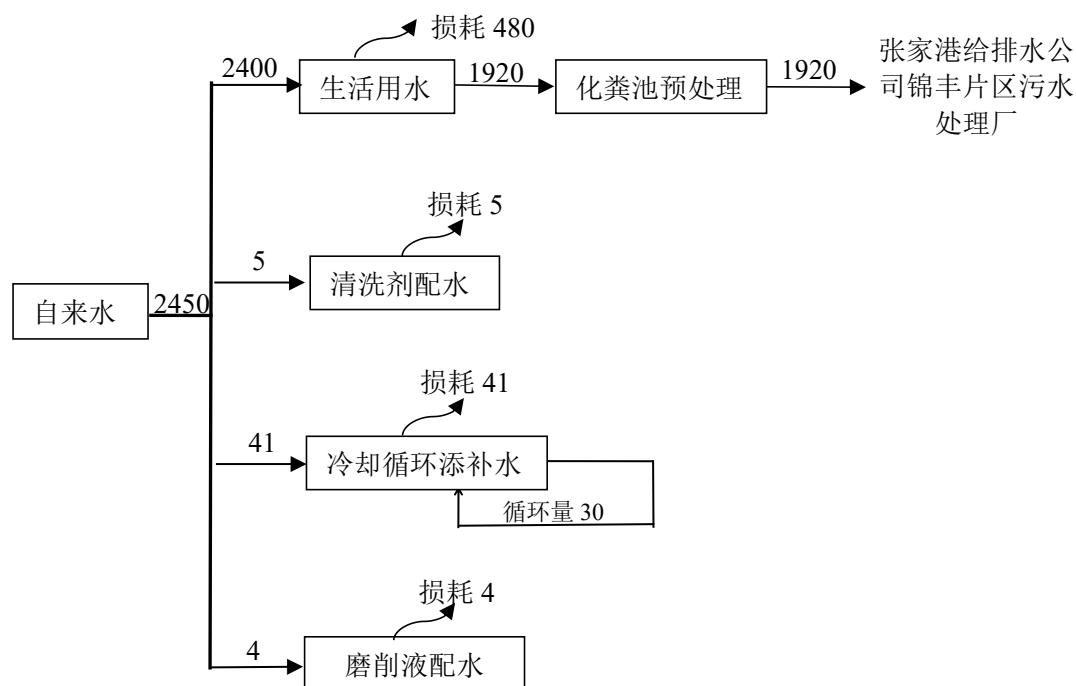 损耗 480
2400
生活用水
1920
化粪池预处理
1920
张家港给排水公
司锦丰片区污水
处理厂
损耗 5
5
清洗剂配水
自来水
2450
损耗 41
41
冷却循环添补水
循环量 30
损耗 4
4
磨削液配水